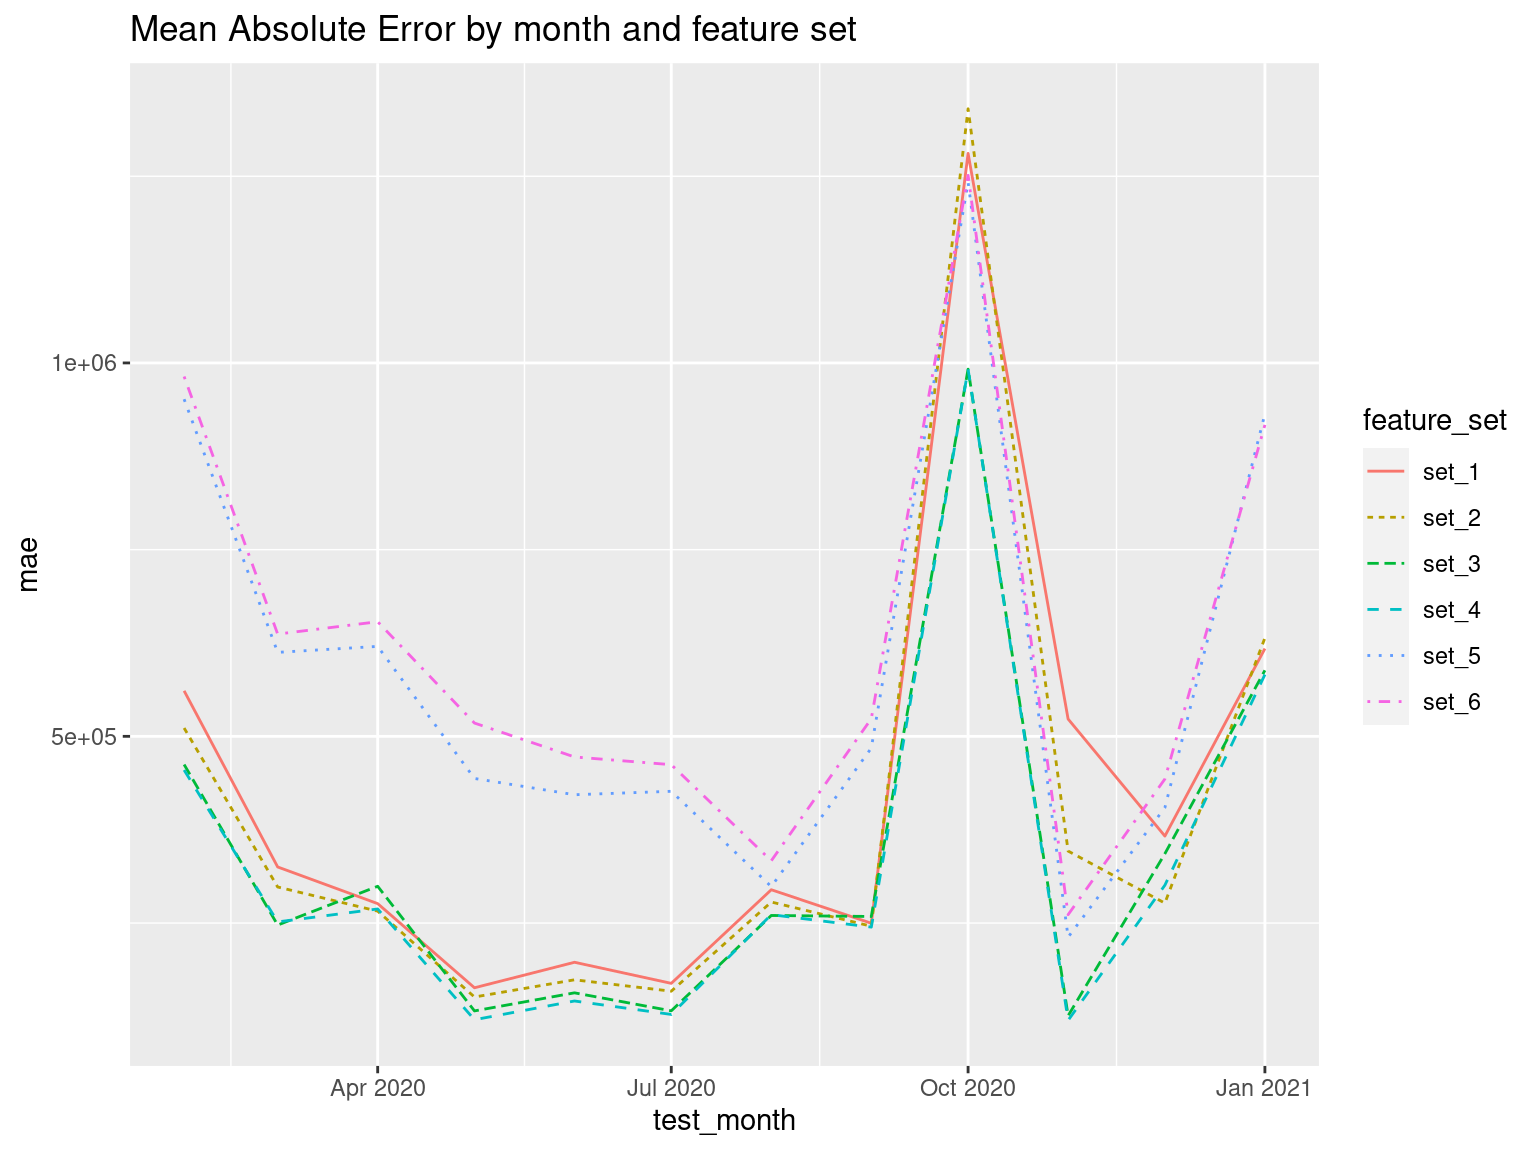 Mean Absolute Error by month and feature set
1e+06
5e+05
mae
Apr 2020
Jul 2020
Oct 2020
Jan 2021
test_month
feature_set
set_1
set_2
set_3
set_4
set_5
set_6